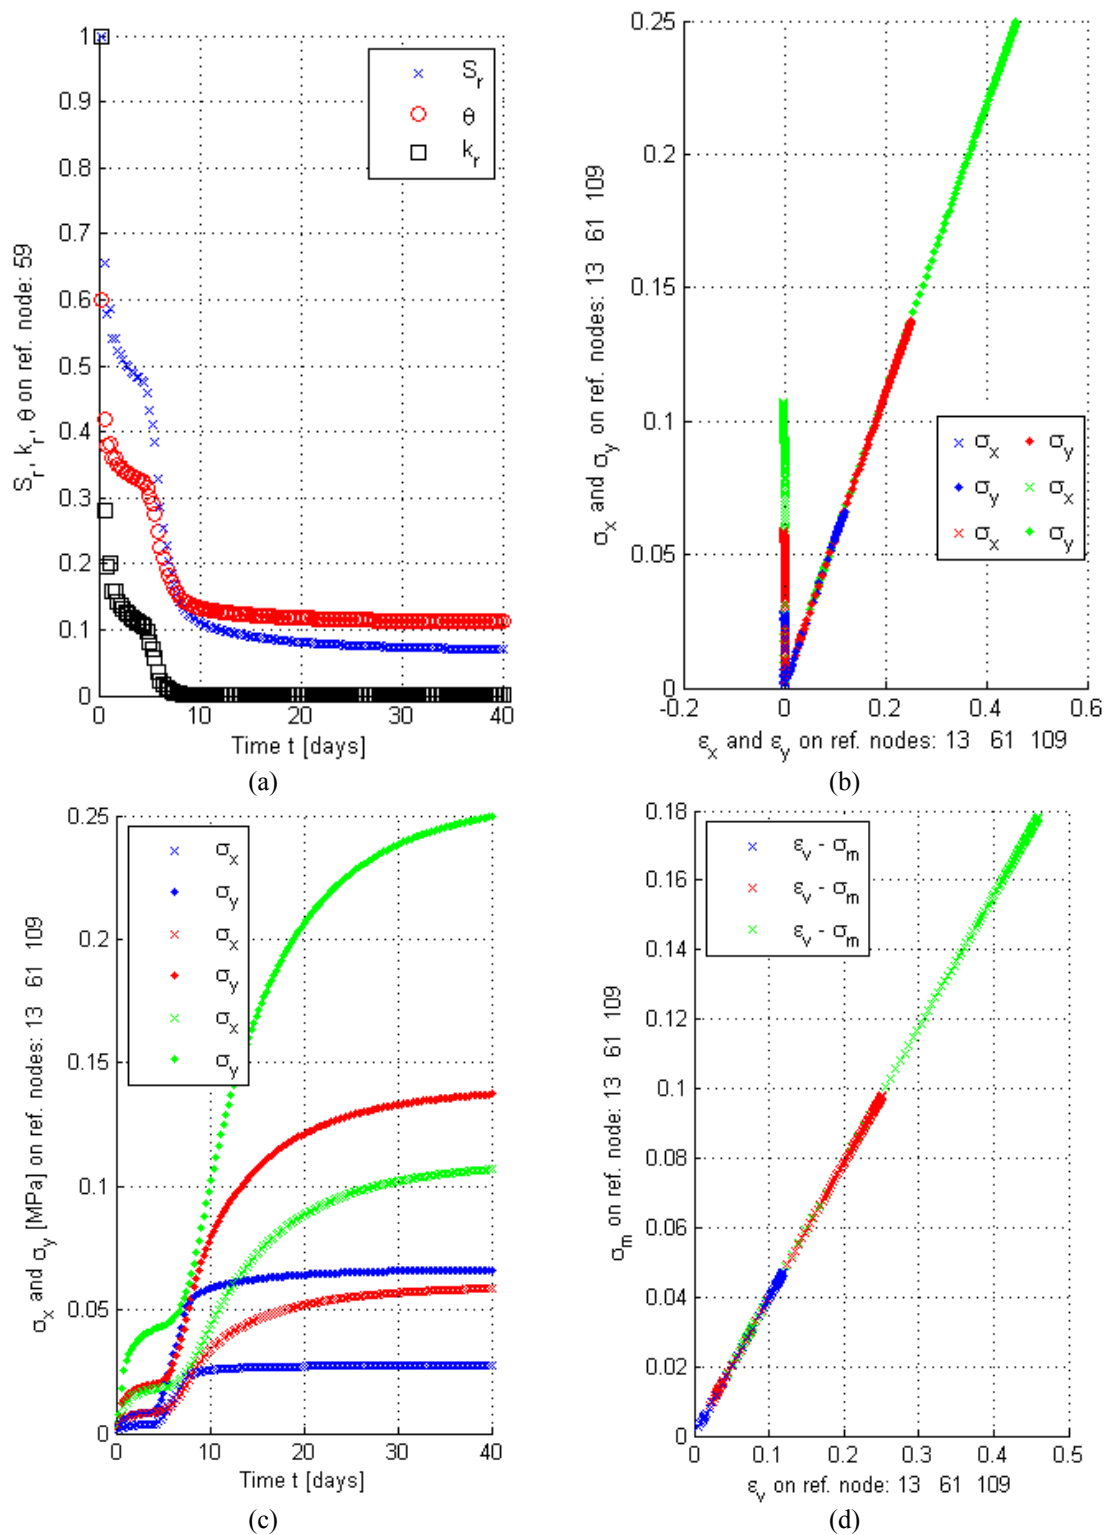 1
0.9
0.8
0.7
0.6
0.5
0.4
0.3
0.2
0.1
0
0 10 20 30 40
S_r, k_r, θ on ref. node: 59
Time t [days]
S_r
θ
k_r
(a)
0.25
0.2
0.15
0.1
0.05
0
-0.2 0 0.2 0.4 0.6
σ_x and σ_y on ref. nodes: 13 61 109
ε_x and ε_y on ref. nodes: 13 61 109
σ_x σ_y
σ_y σ_x
σ_x σ_y
(b)
0.25
0.2
0.15
0.1
0.05
0
0 10 20 30 40
σ_x and σ_y [MPa] on ref. nodes: 13 61 109
Time t [days]
σ_x
σ_y
σ_x
σ_y
σ_x
σ_y
(c)
0.18
0.16
0.14
0.12
0.1
0.08
0.06
0.04
0.02
0
0 0.1 0.2 0.3 0.4 0.5
σ_m on ref. node: 13 61 109
ε_v on ref. node: 13 61 109
ε_v - σ_m
ε_v - σ_m
ε_v - σ_m
(d)